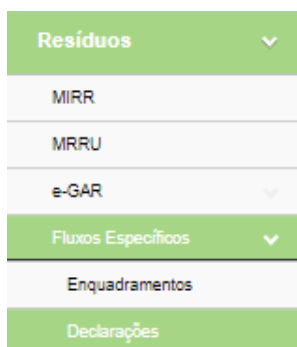 Resíduos
MIRR
MRRU
e-GAR
Fluxos Específicos
Enquadramentos
Declarações